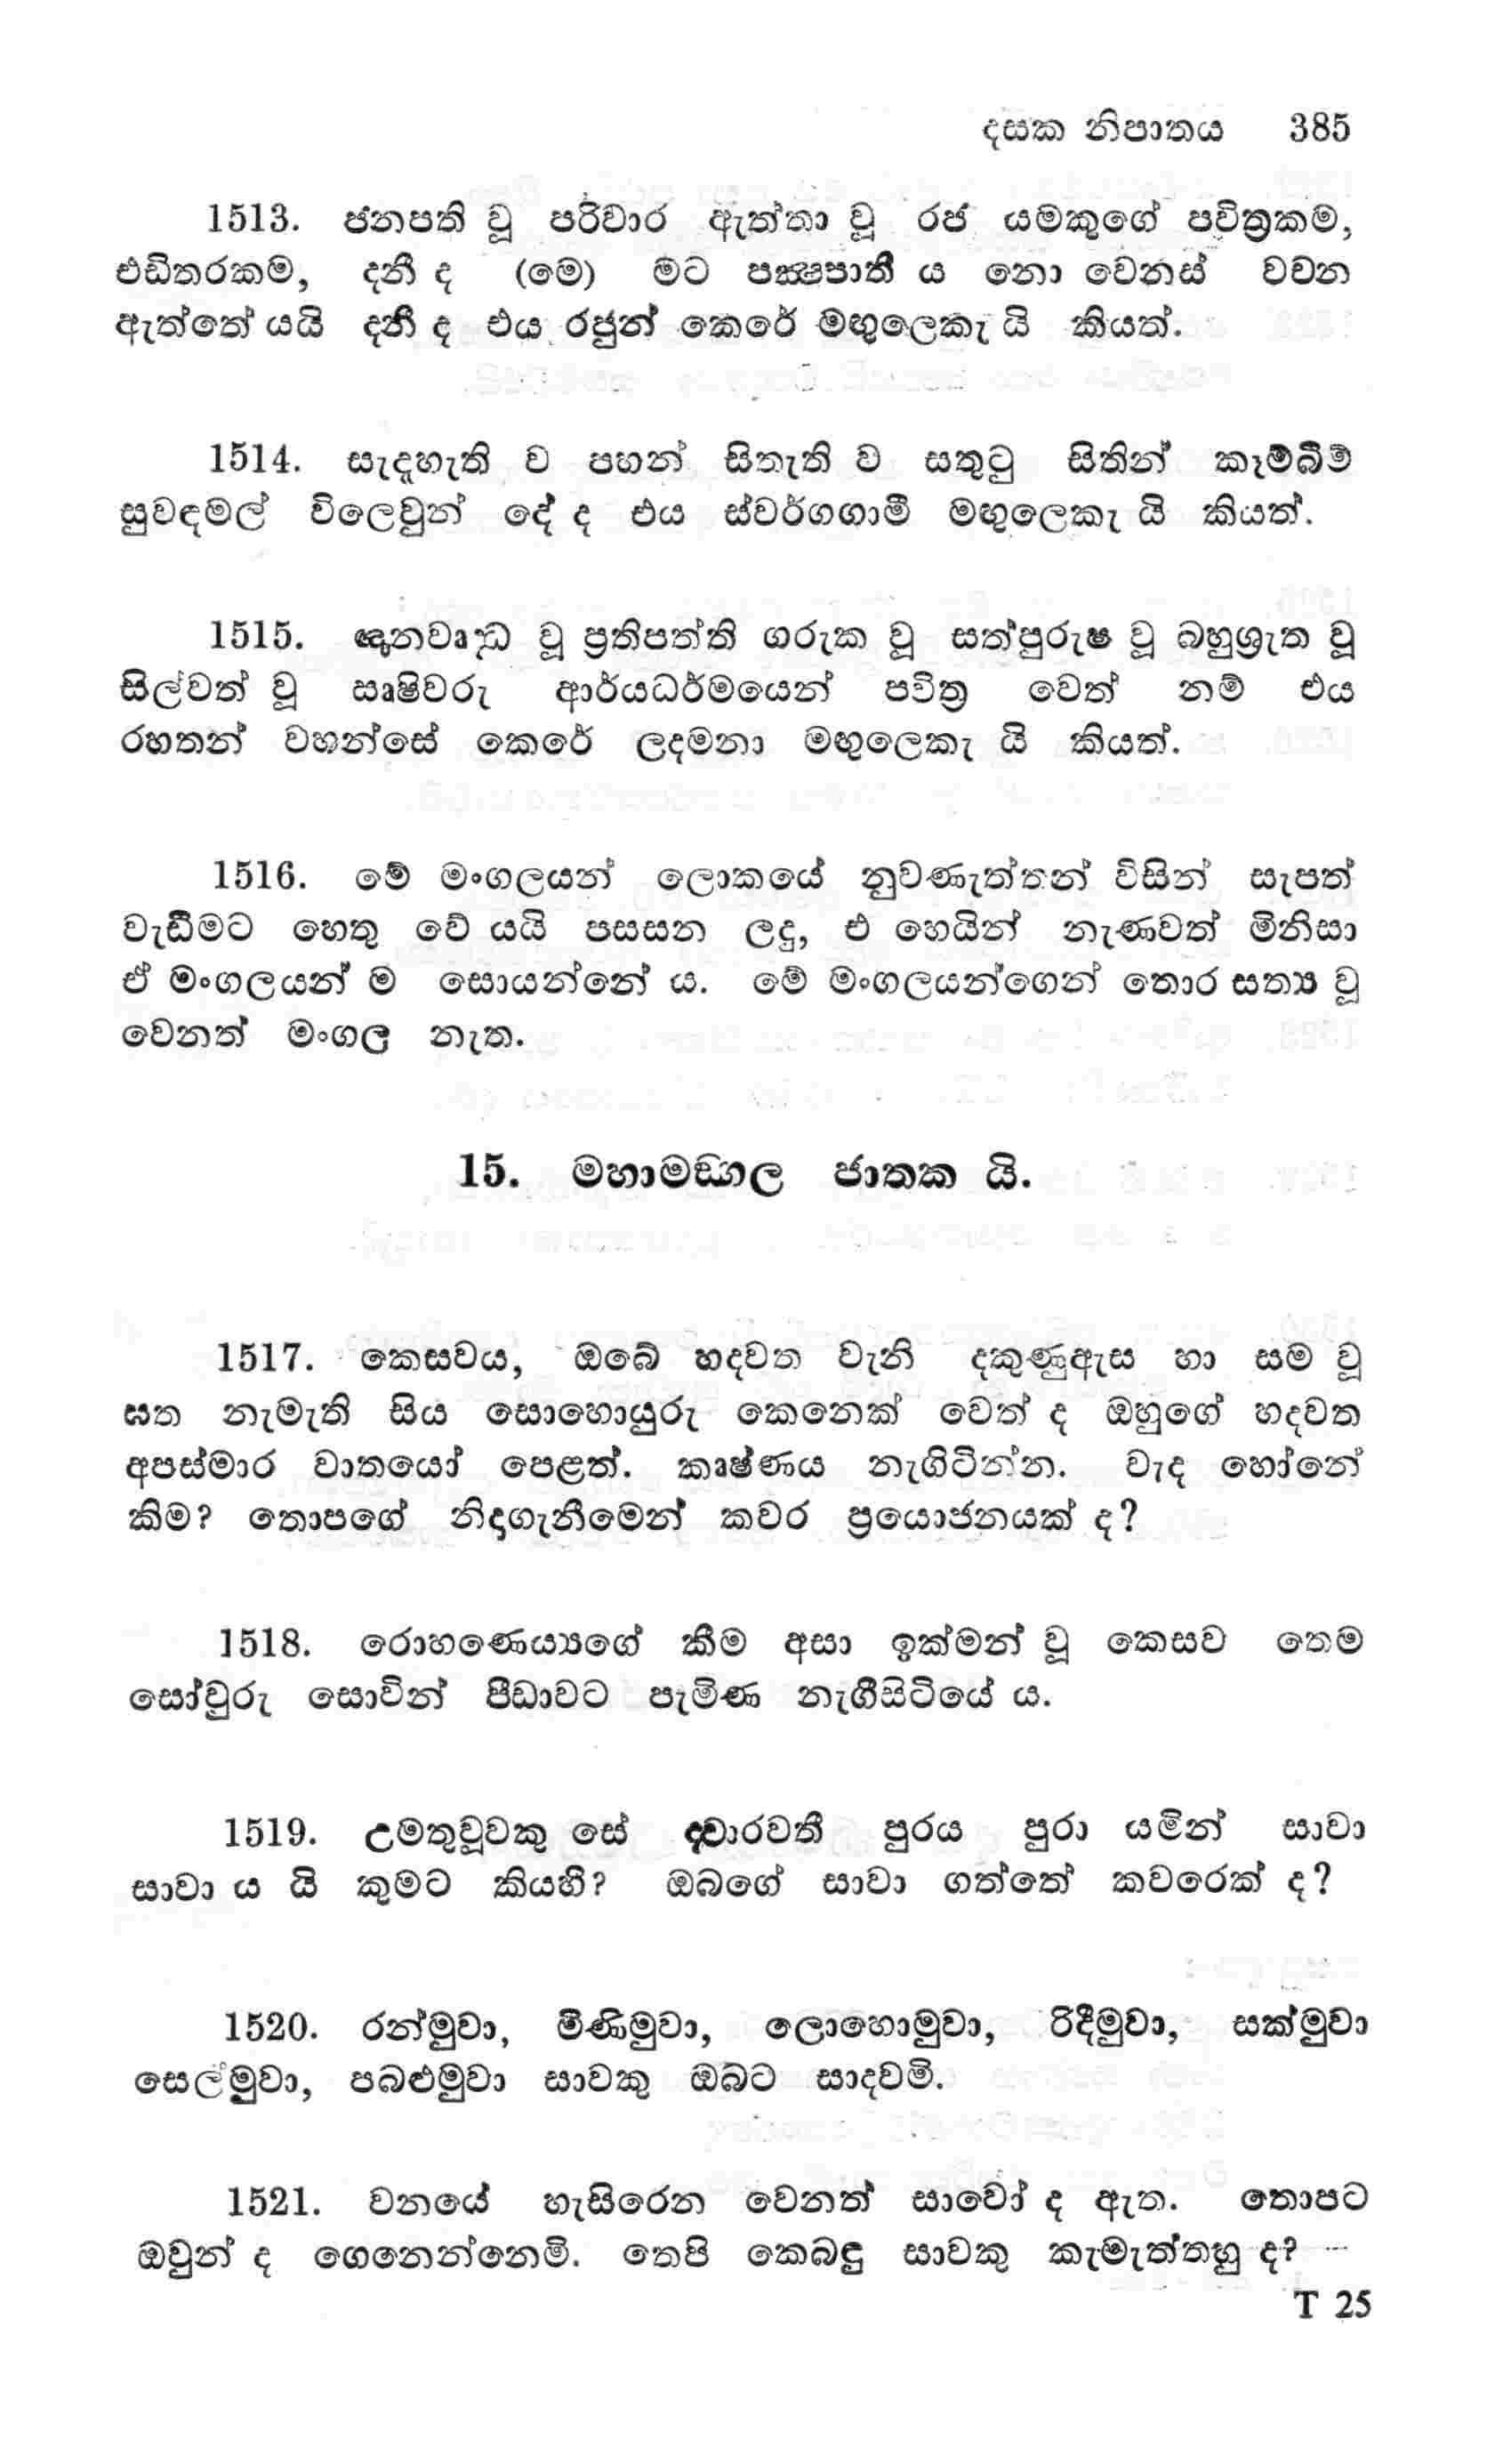 දසක නිපාතය 385
1513. ජනපති වූ පරිවාර ඇත්තා වූ රජ යමකුගේ පවිත්‍රකම,
එඩිතරකම, දනී ද (මෙ) මට පක්‍ෂපාතී ය නො වෙනස් වචන
ඇත්තේ යයි දනී ද එය රජුන් කෙරේ මඟුලෙකැ යි කියත්.
1514. සැදැහැති ව පහන් සිතැති ව සතුටු සිතින් කෑම්බීම්
සුවඳමල් විලෙවුන් දේ ද එය ස්වර්ගගාමී මඟුලෙකැ යි කියත්.
1515. ඥානවෘද්‍ධ වූ ප්‍රතිපත්ති ගරුක වූ සත්පුරුෂ වූ බහුශ්‍රැත වූ
සිල්වත් වූ ඍෂිවරු ආර්යධර්මයෙන් පවිත්‍ර වෙත් නම් එය
රහතන් වහන්සේ කෙරේ ලදමනා මඟුලෙකැ යි කියත්.
1516. මේ මංගලයන් ලොකයේ නුවණැත්තන් විසින් සැපත්
වැඩීමට හෙතු වේ යයි පසසන ලදු, එ හෙයින් නැණවත් මිනිසා
ඒ මංගලයන් ම සොයන්නේ ය. මේ මංගලයන්ගෙන් තොර සත්‍ය වූ
වෙනත් මංගල නැත.
15. මහාමඞ්ගල ජාතක යි.
1517. කෙසවය, ඔබේ හදවත වැනි දකුණුඇස හා සම වූ
ඝත නැමැති සිය සොහොයුරු කෙනෙක් වෙත් ද ඔහුගේ හදවත
අපස්මාර වාතයෝ පෙළත්. කෘෂ්ණය නැගිටින්න. වැද හෝනේ
කිම? තොපගේ නිදගැනීමෙන් කවර ප්‍රයොජනයක් ද?
1518. රොහණෙය්‍යගේ කීම අසා ඉක්මන් වූ කෙසව තෙම
සෝවුරු සොවින් පීඩාවට පැමිණ නැගීසිටියේ ය.
1519. උමතුවූවකු සේ ද්‍වාරවතී පුරය පුරා යමින් සාවා
සාවා ය යි කුමට කියහි? ඔබගේ සාවා ගත්තේ කවරෙක් ද?
1520. රන්මුවා, මිණිමුවා, ලොහොමුවා, රිදීමුවා, සක්මුවා
සෙල්මුවා, පබළුමුවා සාවකු ඔබට සාදවමි.
1521. වනයේ හැසිරෙන වෙනත් සාවෝ ද ඇත. තොපට
ඔවුන් ද ගෙනෙන්නෙමි. තෙපි කෙබඳු සාවකු කැමැත්තහු ද?
T 25